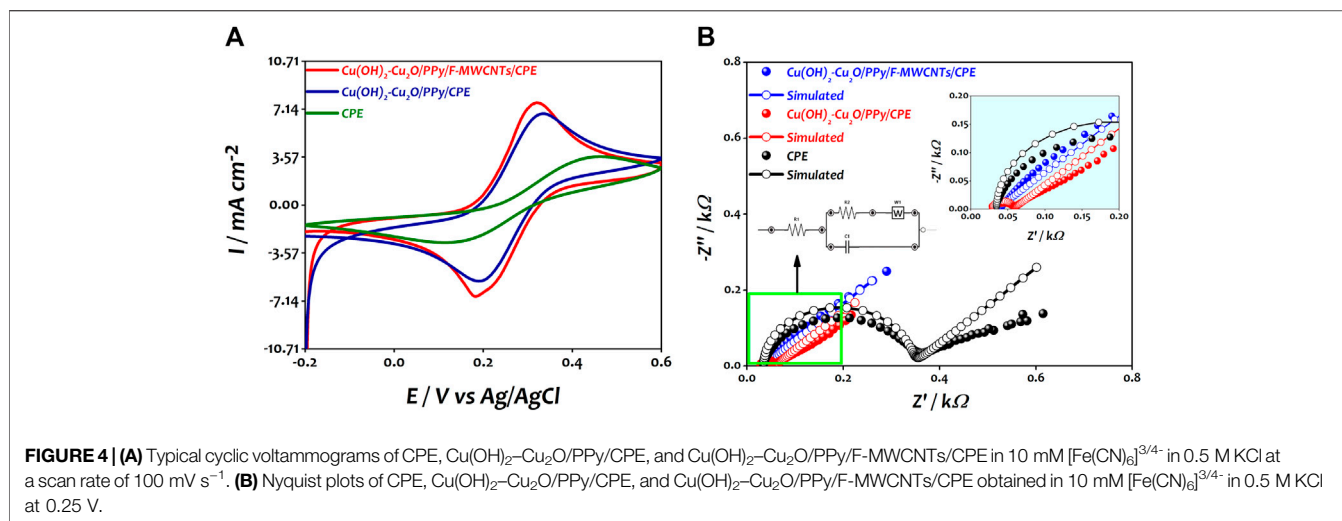 A
10.71
7.14
3.57
0.00
3.57
7.14
-10.71
I / mA cm⁻²
Cu(OH)₂-Cu₂O/PPy/F-MWCNTs/CPE
Cu(OH)₂-Cu₂O/PPy/CPE
CPE
-0.2
0.0
0.2
0.4
0.6
E / V vs Ag/AgCl
B
0.8
0.6
0.4
0.2
0.0
-Z'' / kΩ
Cu(OH)₂-Cu₂O/PPy/F-MWCNTs/CPE
Simulated
Cu(OH)₂-Cu₂O/PPy/CPE
Simulated
CPE
Simulated
-Z'' / kΩ
0.20
0.15
0.10
0.05
0.00
0.05
0.10
0.15
0.20
Z' / kΩ
R1
R2
W1
W
C1
0.0
0.2
0.4
0.6
0.8
Z' / kΩ
FIGURE 4 | (A) Typical cyclic voltammograms of CPE, Cu(OH)₂–Cu₂O/PPy/CPE, and Cu(OH)₂–Cu₂O/PPy/F-MWCNTs/CPE in 10 mM [Fe(CN)₆]³ᐟ⁴⁻ in 0.5 M KCl at
a scan rate of 100 mV s⁻¹. (B) Nyquist plots of CPE, Cu(OH)₂–Cu₂O/PPy/CPE, and Cu(OH)₂–Cu₂O/PPy/F-MWCNTs/CPE obtained in 10 mM [Fe(CN)₆]³ᐟ⁴⁻ in 0.5 M KCl
at 0.25 V.